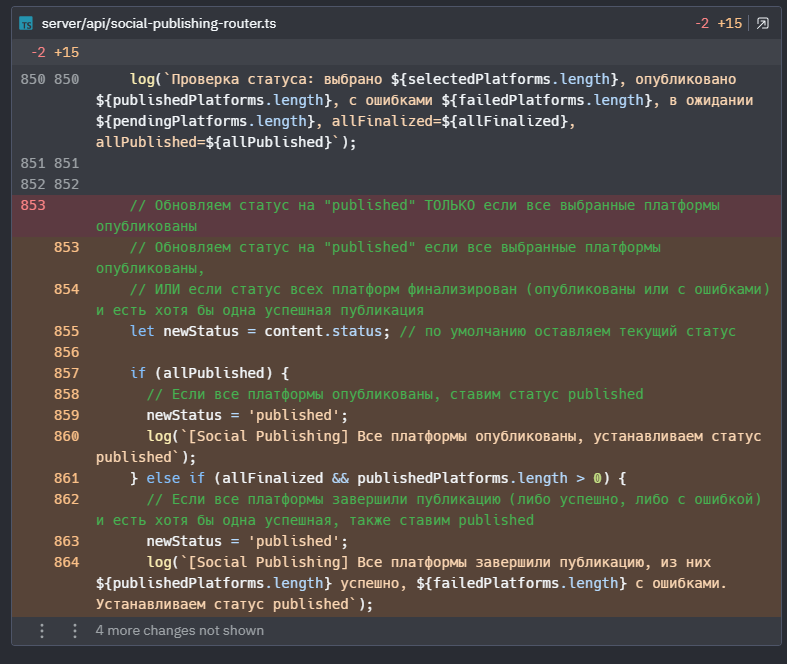 TS server/api/social-publishing-router.ts -2 +15
-2 +15
850 850 log(`Проверка статуса: выбрано ${selectedPlatforms.length}, опубликовано
${publishedPlatforms.length}, с ошибками ${failedPlatforms.length}, в ожидании
${pendingPlatforms.length}, allFinalized=${allFinalized},
allPublished=${allPublished}`);
851 851
852 852
853 // Обновляем статус на "published" ТОЛЬКО если все выбранные платформы
опубликованы
853 // Обновляем статус на "published" если все выбранные платформы
опубликованы,
854 // ИЛИ если статус всех платформ финализирован (опубликованы или с ошибками)
и есть хотя бы одна успешная публикация
855 let newStatus = content.status; // по умолчанию оставляем текущий статус
856
857 if (allPublished) {
858 // Если все платформы опубликованы, ставим статус published
859 newStatus = 'published';
860 log(`[Social Publishing] Все платформы опубликованы, устанавливаем статус
published`);
861 } else if (allFinalized && publishedPlatforms.length > 0) {
862 // Если все платформы завершили публикацию (либо успешно, либо с ошибкой)
и есть хотя бы одна успешная, также ставим published
863 newStatus = 'published';
864 log(`[Social Publishing] Все платформы завершили публикацию, из них
${publishedPlatforms.length} успешно, ${failedPlatforms.length} с ошибками.
Устанавливаем статус published`);
4 more changes not shown